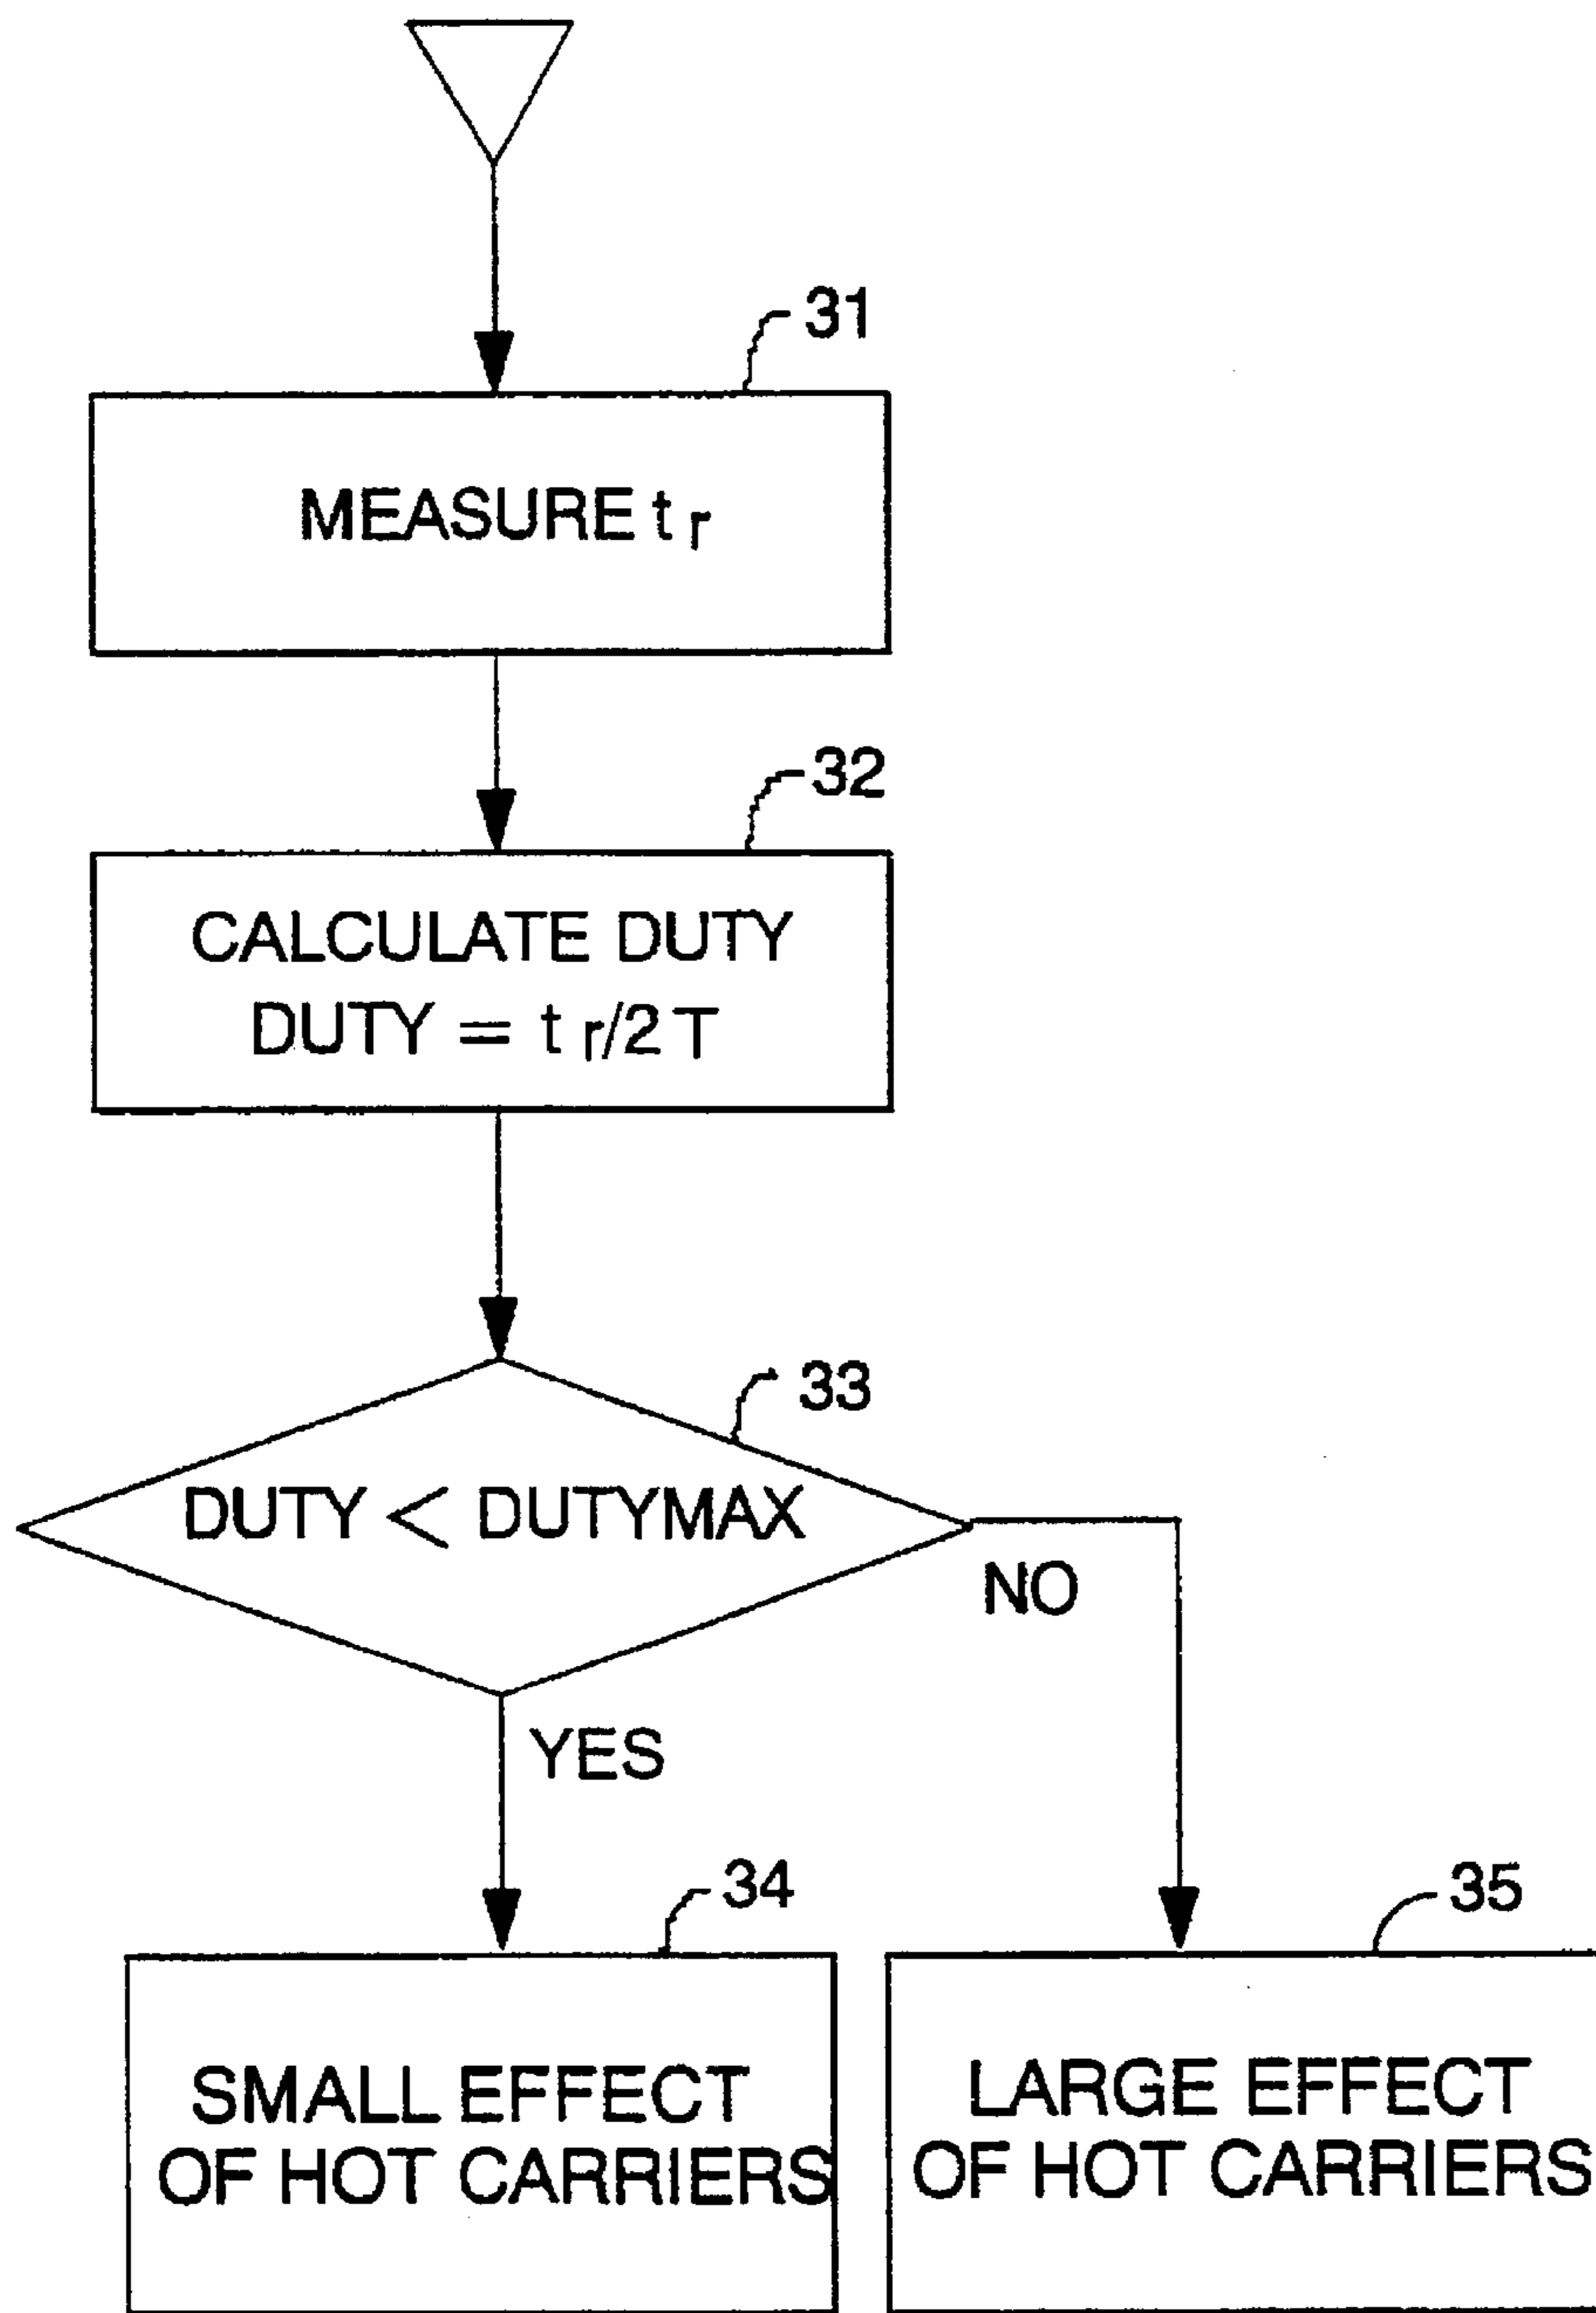 31
MEASURE t r
32
CALCULATE DUTY
DUTY = t r/2 T
33
DUTY < DUTYMAX
NO
YES
34
35
SMALL EFFECT
OF HOT CARRIERS
LARGE EFFECT
OF HOT CARRIERS